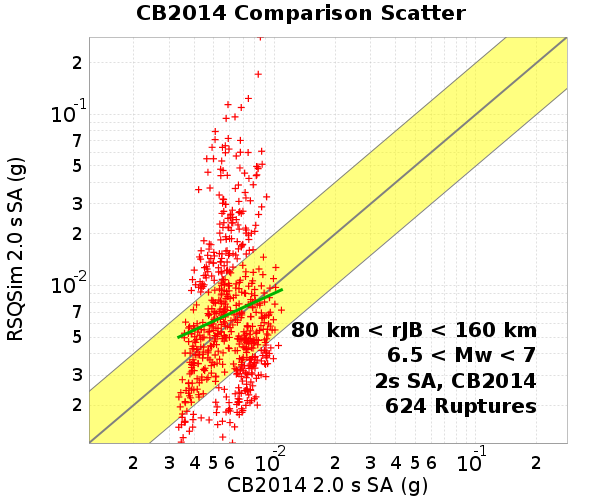 CB2014 Comparison Scatter
RSQSim 2.0 s SA (g)
2
10-1
7
5
3
2
10-2
7
5
3
2
80 km < rJB < 160 km
6.5 < Mw < 7
2s SA, CB2014
624 Ruptures
2 3 4 5 6 10-2 2 3 4 5 6 10-1 2
CB2014 2.0 s SA (g)